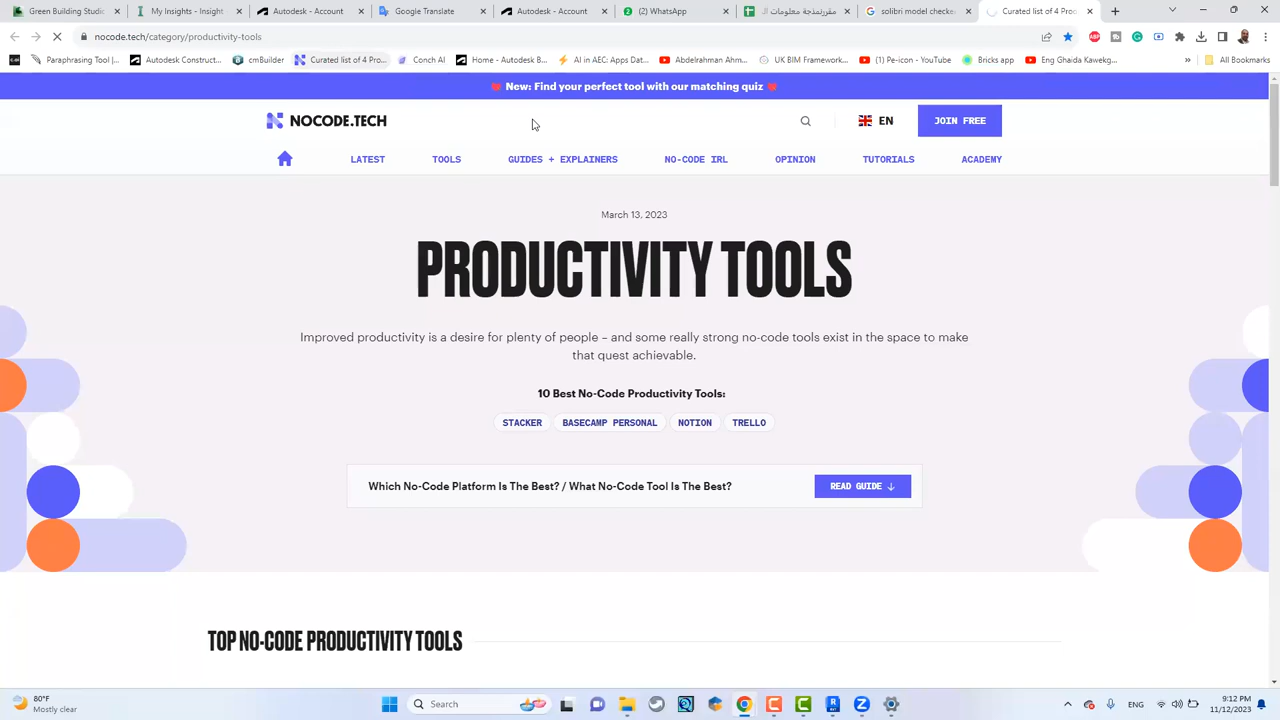 Green Building Studi
My Insights - Insight
Autodesk - Account
Google Translate
Autodesk - Account
(2) WhatsApp
solver challenges -
Curated list of 4 Pro
nocode.tech/category/productivity-tools
Paraphrasing Tool |...
Autodesk Construct...
cmBuilder
Curated list of 4 Pro...
Conch AI
Home - Autodesk B...
AI in AEC: Apps Dat...
Abdelrahman Ahm...
UK BIM Framework...
(1) Pe-icon - YouTube
Bricks app
Eng Ghaida Kawekg...
»
All Bookmarks
New: Find your perfect tool with our matching quiz
NOCODE.TECH
EN
JOIN FREE
LATEST
TOOLS
GUIDES + EXPLAINERS
NO-CODE IRL
OPINION
TUTORIALS
ACADEMY
March 13, 2023
PRODUCTIVITY TOOLS
Improved productivity is a desire for plenty of people – and some really strong no-code tools exist in the space to make
that quest achievable.
10 Best No-Code Productivity Tools:
STACKER
BASECAMP PERSONAL
NOTION
TRELLO
Which No-Code Platform Is The Best? / What No-Code Tool Is The Best?
READ GUIDE ↓
TOP NO-CODE PRODUCTIVITY TOOLS
80°F
Mostly clear
Search
ENG
9:12 PM
11/12/2023